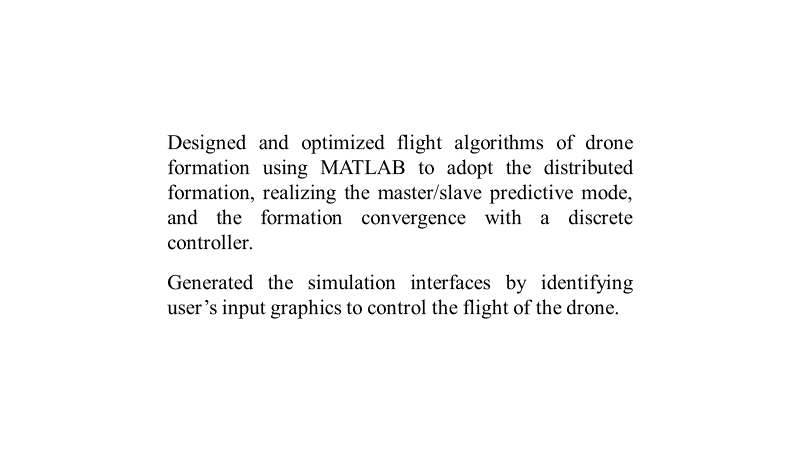 Designed and optimized flight algorithms of drone
formation using MATLAB to adopt the distributed
formation, realizing the master/slave predictive mode,
and the formation convergence with a discrete
controller.
Generated the simulation interfaces by identifying
user’s input graphics to control the flight of the drone.